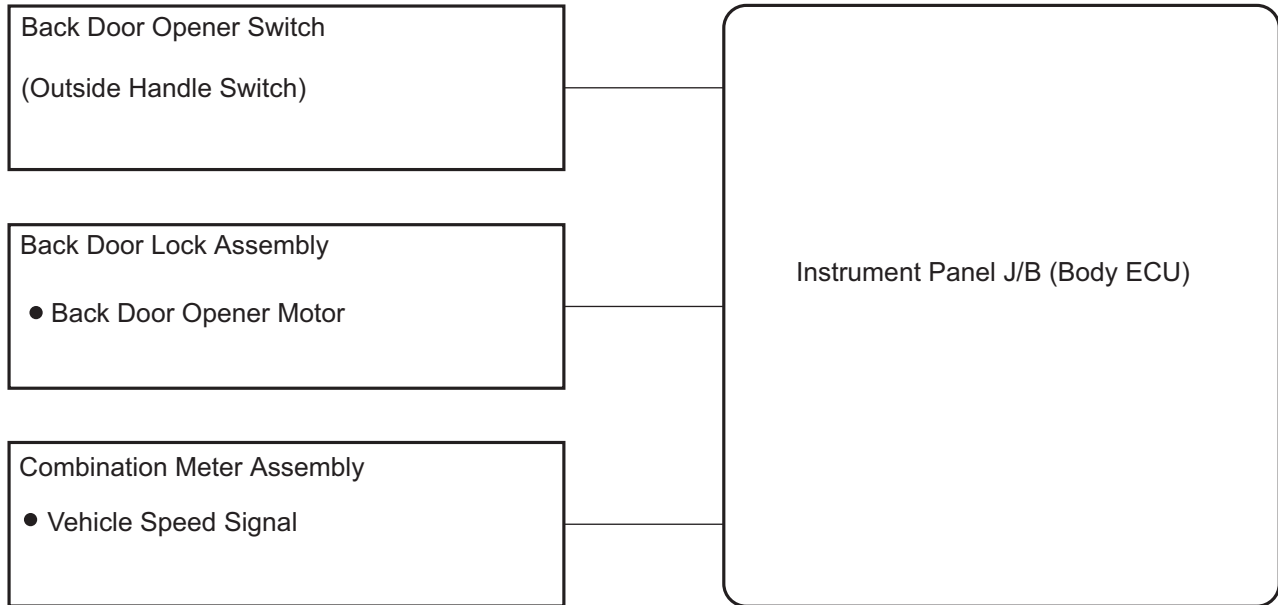 Back Door Opener Switch
(Outside Handle Switch)
Back Door Lock Assembly
● Back Door Opener Motor
Combination Meter Assembly
● Vehicle Speed Signal
Instrument Panel J/B (Body ECU)